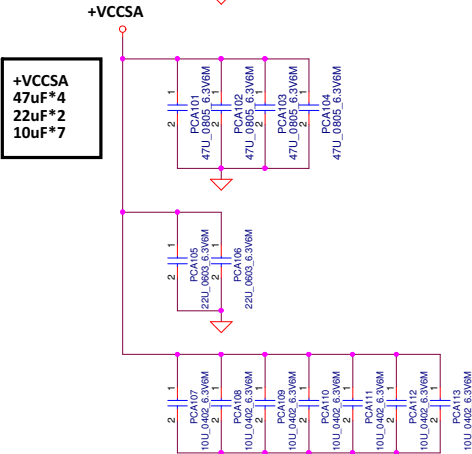 +VCCSA
+VCCSA
47uF*4
22uF*2
10uF*7
1
2
PCA101
47U_0805_6.3V6M
1
2
PCA102
47U_0805_6.3V6M
1
2
PCA103
47U_0805_6.3V6M
1
2
PCA104
47U_0805_6.3V6M
1
2
PCA105
22U_0603_6.3V6M
1
2
PCA106
22U_0603_6.3V6M
1
2
PCA107
10U_0402_6.3V6M
1
2
PCA108
10U_0402_6.3V6M
1
2
PCA109
10U_0402_6.3V6M
1
2
PCA110
10U_0402_6.3V6M
1
2
PCA111
10U_0402_6.3V6M
1
2
PCA112
10U_0402_6.3V6M
1
2
PCA113
10U_0402_6.3V6M